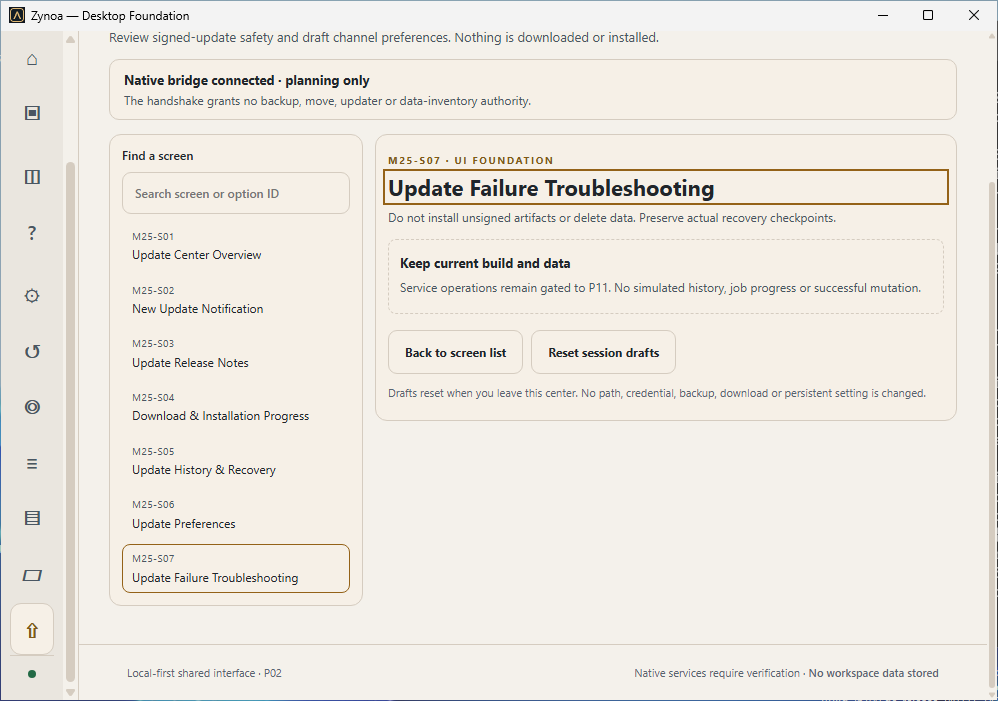 Zynoa — Desktop Foundation
Review signed-update safety and draft channel preferences. Nothing is downloaded or installed.
Native bridge connected · planning only
The handshake grants no backup, move, updater or data-inventory authority.
Find a screen
Search screen or option ID
M25-S01
Update Center Overview
M25-S02
New Update Notification
M25-S03
Update Release Notes
M25-S04
Download & Installation Progress
M25-S05
Update History & Recovery
M25-S06
Update Preferences
M25-S07
Update Failure Troubleshooting
M25-S07 · UI FOUNDATION
Update Failure Troubleshooting
Do not install unsigned artifacts or delete data. Preserve actual recovery checkpoints.
Keep current build and data
Service operations remain gated to P11. No simulated history, job progress or successful mutation.
Back to screen list
Reset session drafts
Drafts reset when you leave this center. No path, credential, backup, download or persistent setting is changed.
Local-first shared interface · P02
Native services require verification · No workspace data stored